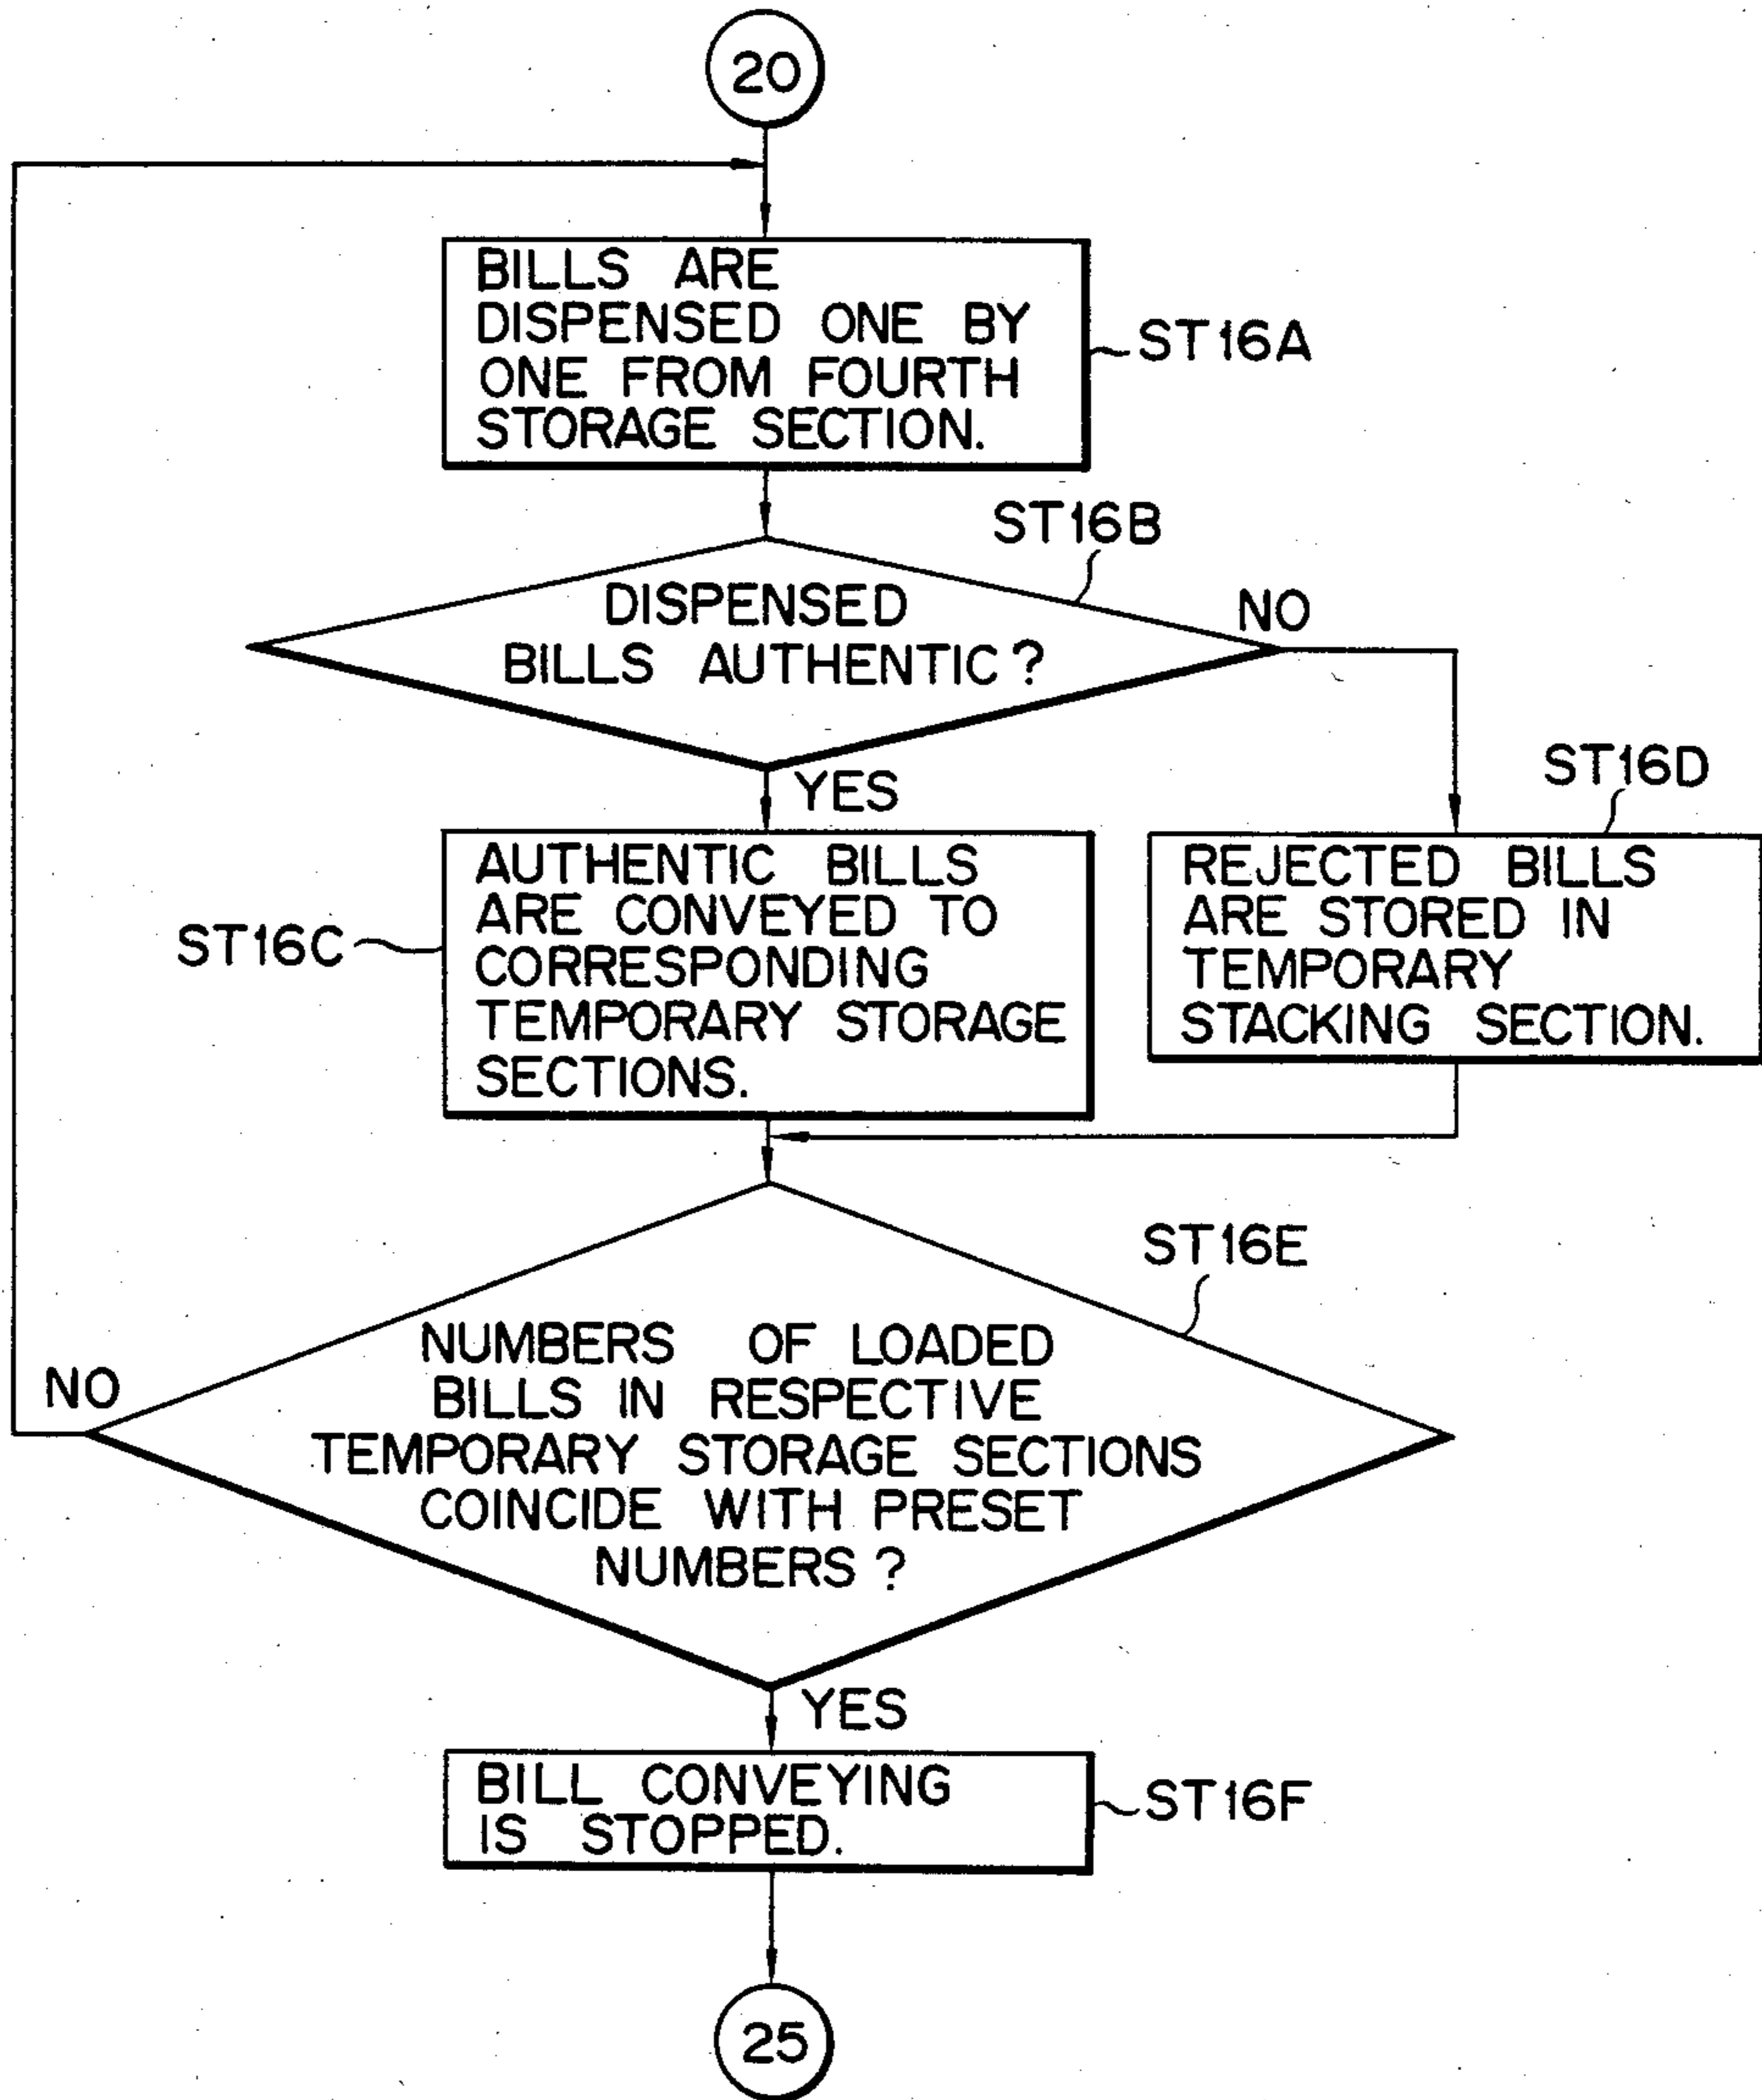 20
BILLS ARE
DISPENSED ONE BY
ONE FROM FOURTH
STORAGE SECTION.
ST16A
ST16B
DISPENSED
BILLS AUTHENTIC?
NO
YES
ST16D
AUTHENTIC BILLS
ARE CONVEYED TO
CORRESPONDING
TEMPORARY STORAGE
SECTIONS.
ST16C
REJECTED BILLS
ARE STORED IN
TEMPORARY
STACKING SECTION.
ST16E
NUMBERS OF LOADED
BILLS IN RESPECTIVE
TEMPORARY STORAGE SECTIONS
COINCIDE WITH PRESET
NUMBERS?
NO
YES
BILL CONVEYING
IS STOPPED.
ST16F
25